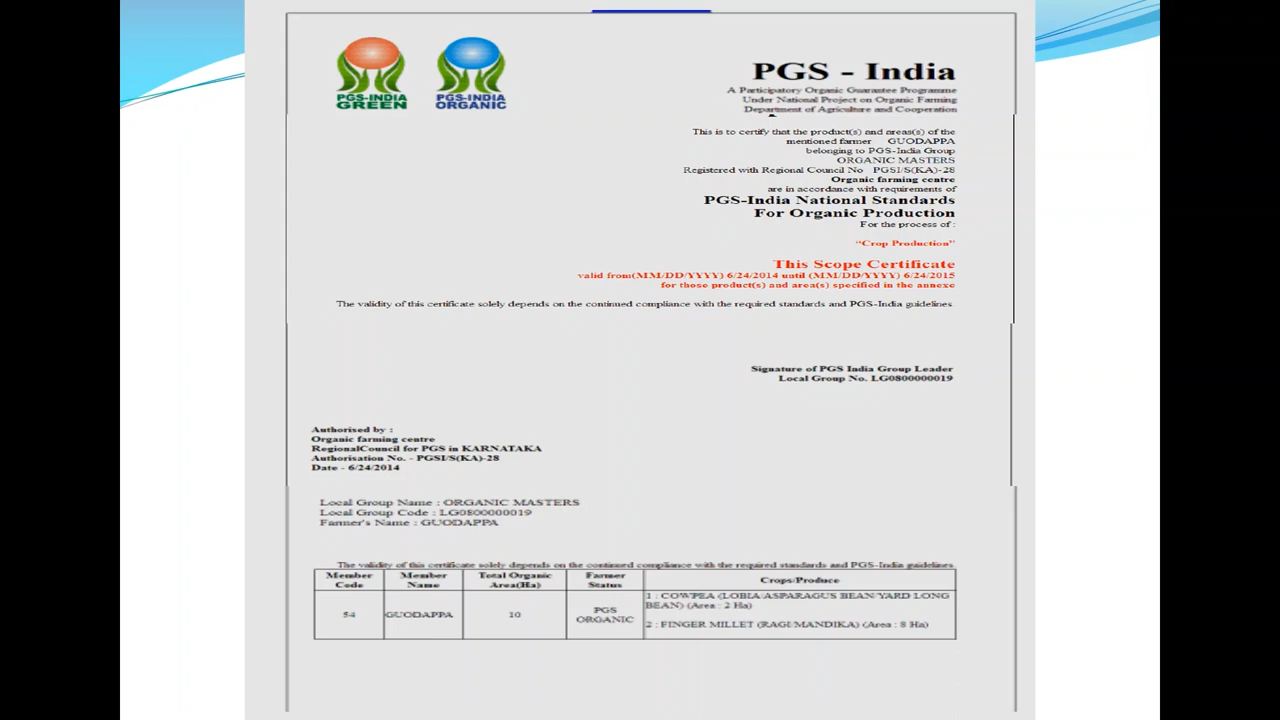 PGS-INDIA
GREEN
PGS-INDIA
ORGANIC
PGS - India
A Participatory Organic Guarantee Programme
Under National Project on Organic Farming
Department of Agriculture and Cooperation
This is to certify that the product(s) and areas(s) of the
mentioned farmer GUODAPPA
belonging to PGS-India Group
ORGANIC MASTERS
Registered with Regional Council No PGSI/S(KA)-28
Organic farming centre
are in accordance with requirements of
PGS-India National Standards
For Organic Production
For the process of :
“Crop Production”
This Scope Certificate
valid from(MM/DD/YYYY) 6/24/2014 until (MM/DD/YYYY) 6/24/2015
for those product(s) and area(s) specified in the annexe
The validity of this certificate solely depends on the continued compliance with the required standards and PGS-India guidelines.
Signature of PGS India Group Leader
Local Group No. LG0800000019
Authorised by :
Organic farming centre
RegionalCouncil for PGS in KARNATAKA
Authorisation No. - PGSI/S(KA)-28
Date - 6/24/2014
Local Group Name : ORGANIC MASTERS
Local Group Code : LG0800000019
Farmer's Name : GUODAPPA
The validity of this certificate solely depends on the continued compliance with the required standards and PGS-India guidelines.
Member Code Member Name Total Organic Area(Ha) Farmer Status Crops/Produce
54 GUODAPPA 10 PGS ORGANIC
1 : COWPEA (LOBIA/ASPARAGUS BEAN/YARD LONG
BEAN) (Area : 2 Ha)
2 : FINGER MILLET (RAGI/MANDIKA) (Area : 8 Ha)